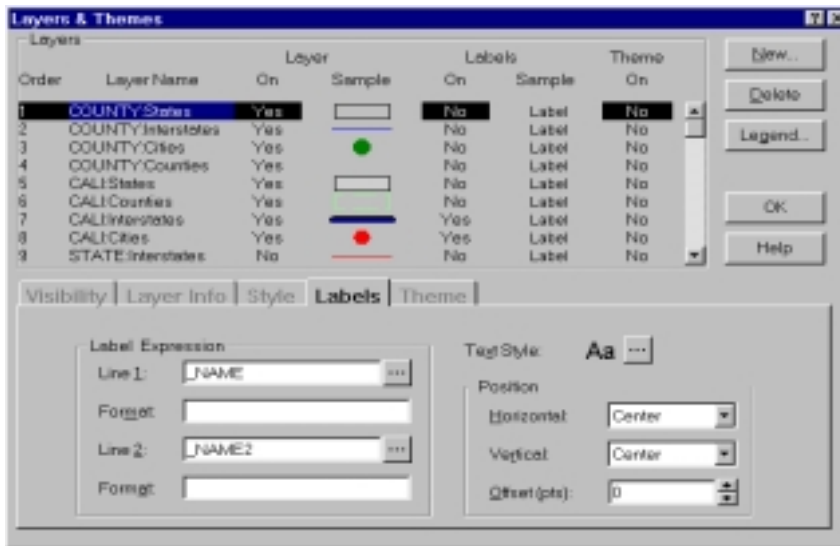 Layers & Themes
Layers
Layer Labels Theme
Order Layer Name On Sample On Sample On
1 COUNTY:States Yes No Label No
2 COUNTY:Interstates Yes No Label No
3 COUNTY:Cities Yes No Label No
4 COUNTY:Counties Yes No Label No
5 CALI:States Yes No Label No
6 CALI:Counties Yes No Label No
7 CALI:Interstates Yes Yes Label No
8 CALI:Cities Yes Yes Label No
9 STATE:Interstates No No Label No
New...
Delete
Legend...
OK
Help
Visibility Layer Info Style Labels Theme
Label Expression
Line 1: _NAME ...
Format:
Line 2: _NAME2 ...
Format:
Text Style: Aa ...
Position
Horizontal: Center
Vertical: Center
Offset (pts): 0